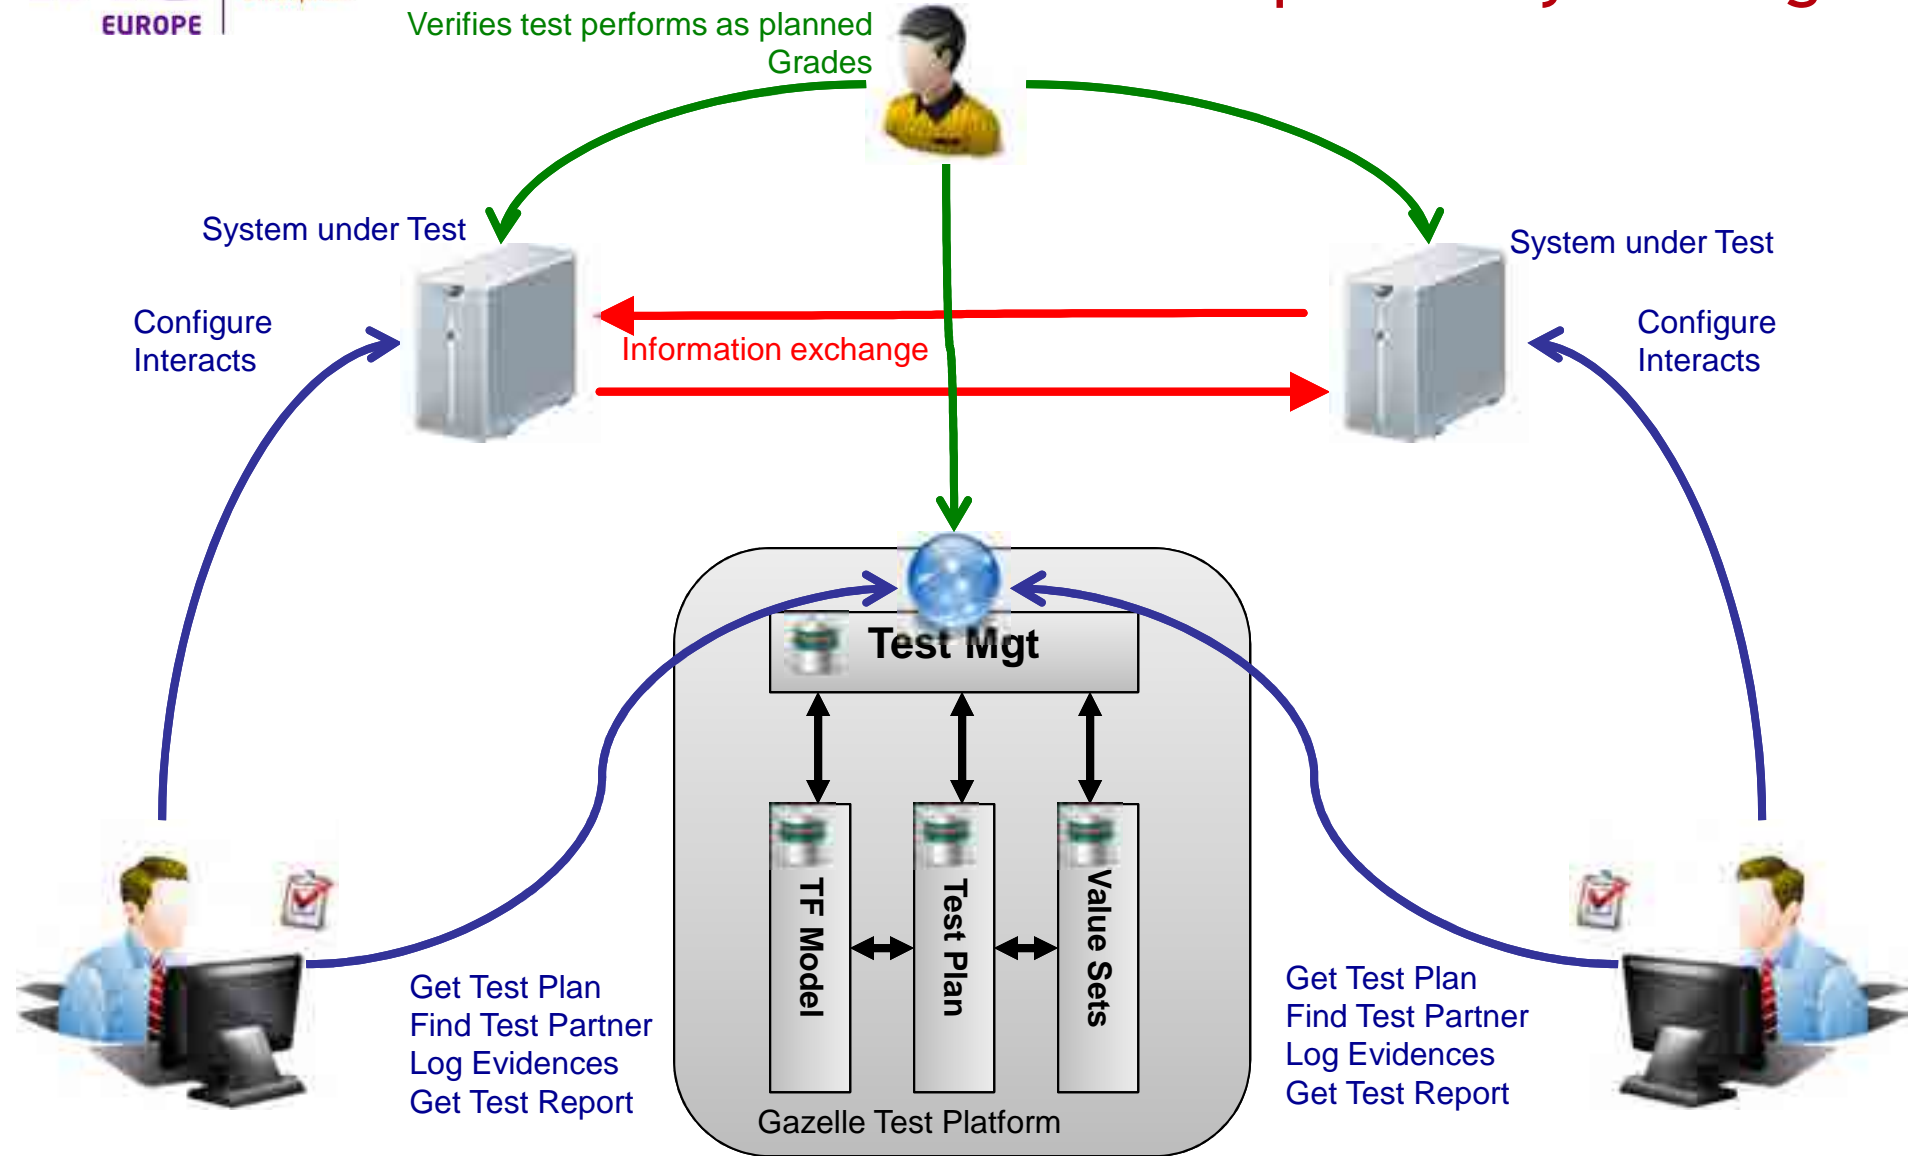 EUROPE
Verifies test performs as planned
Grades
System under Test
System under Test
Configure
Interacts
Information exchange
Configure
Interacts
Test Mgt
TF Model
Test Plan
Value Sets
Get Test Plan
Find Test Partner
Log Evidences
Get Test Report
Get Test Plan
Find Test Partner
Log Evidences
Get Test Report
Gazelle Test Platform